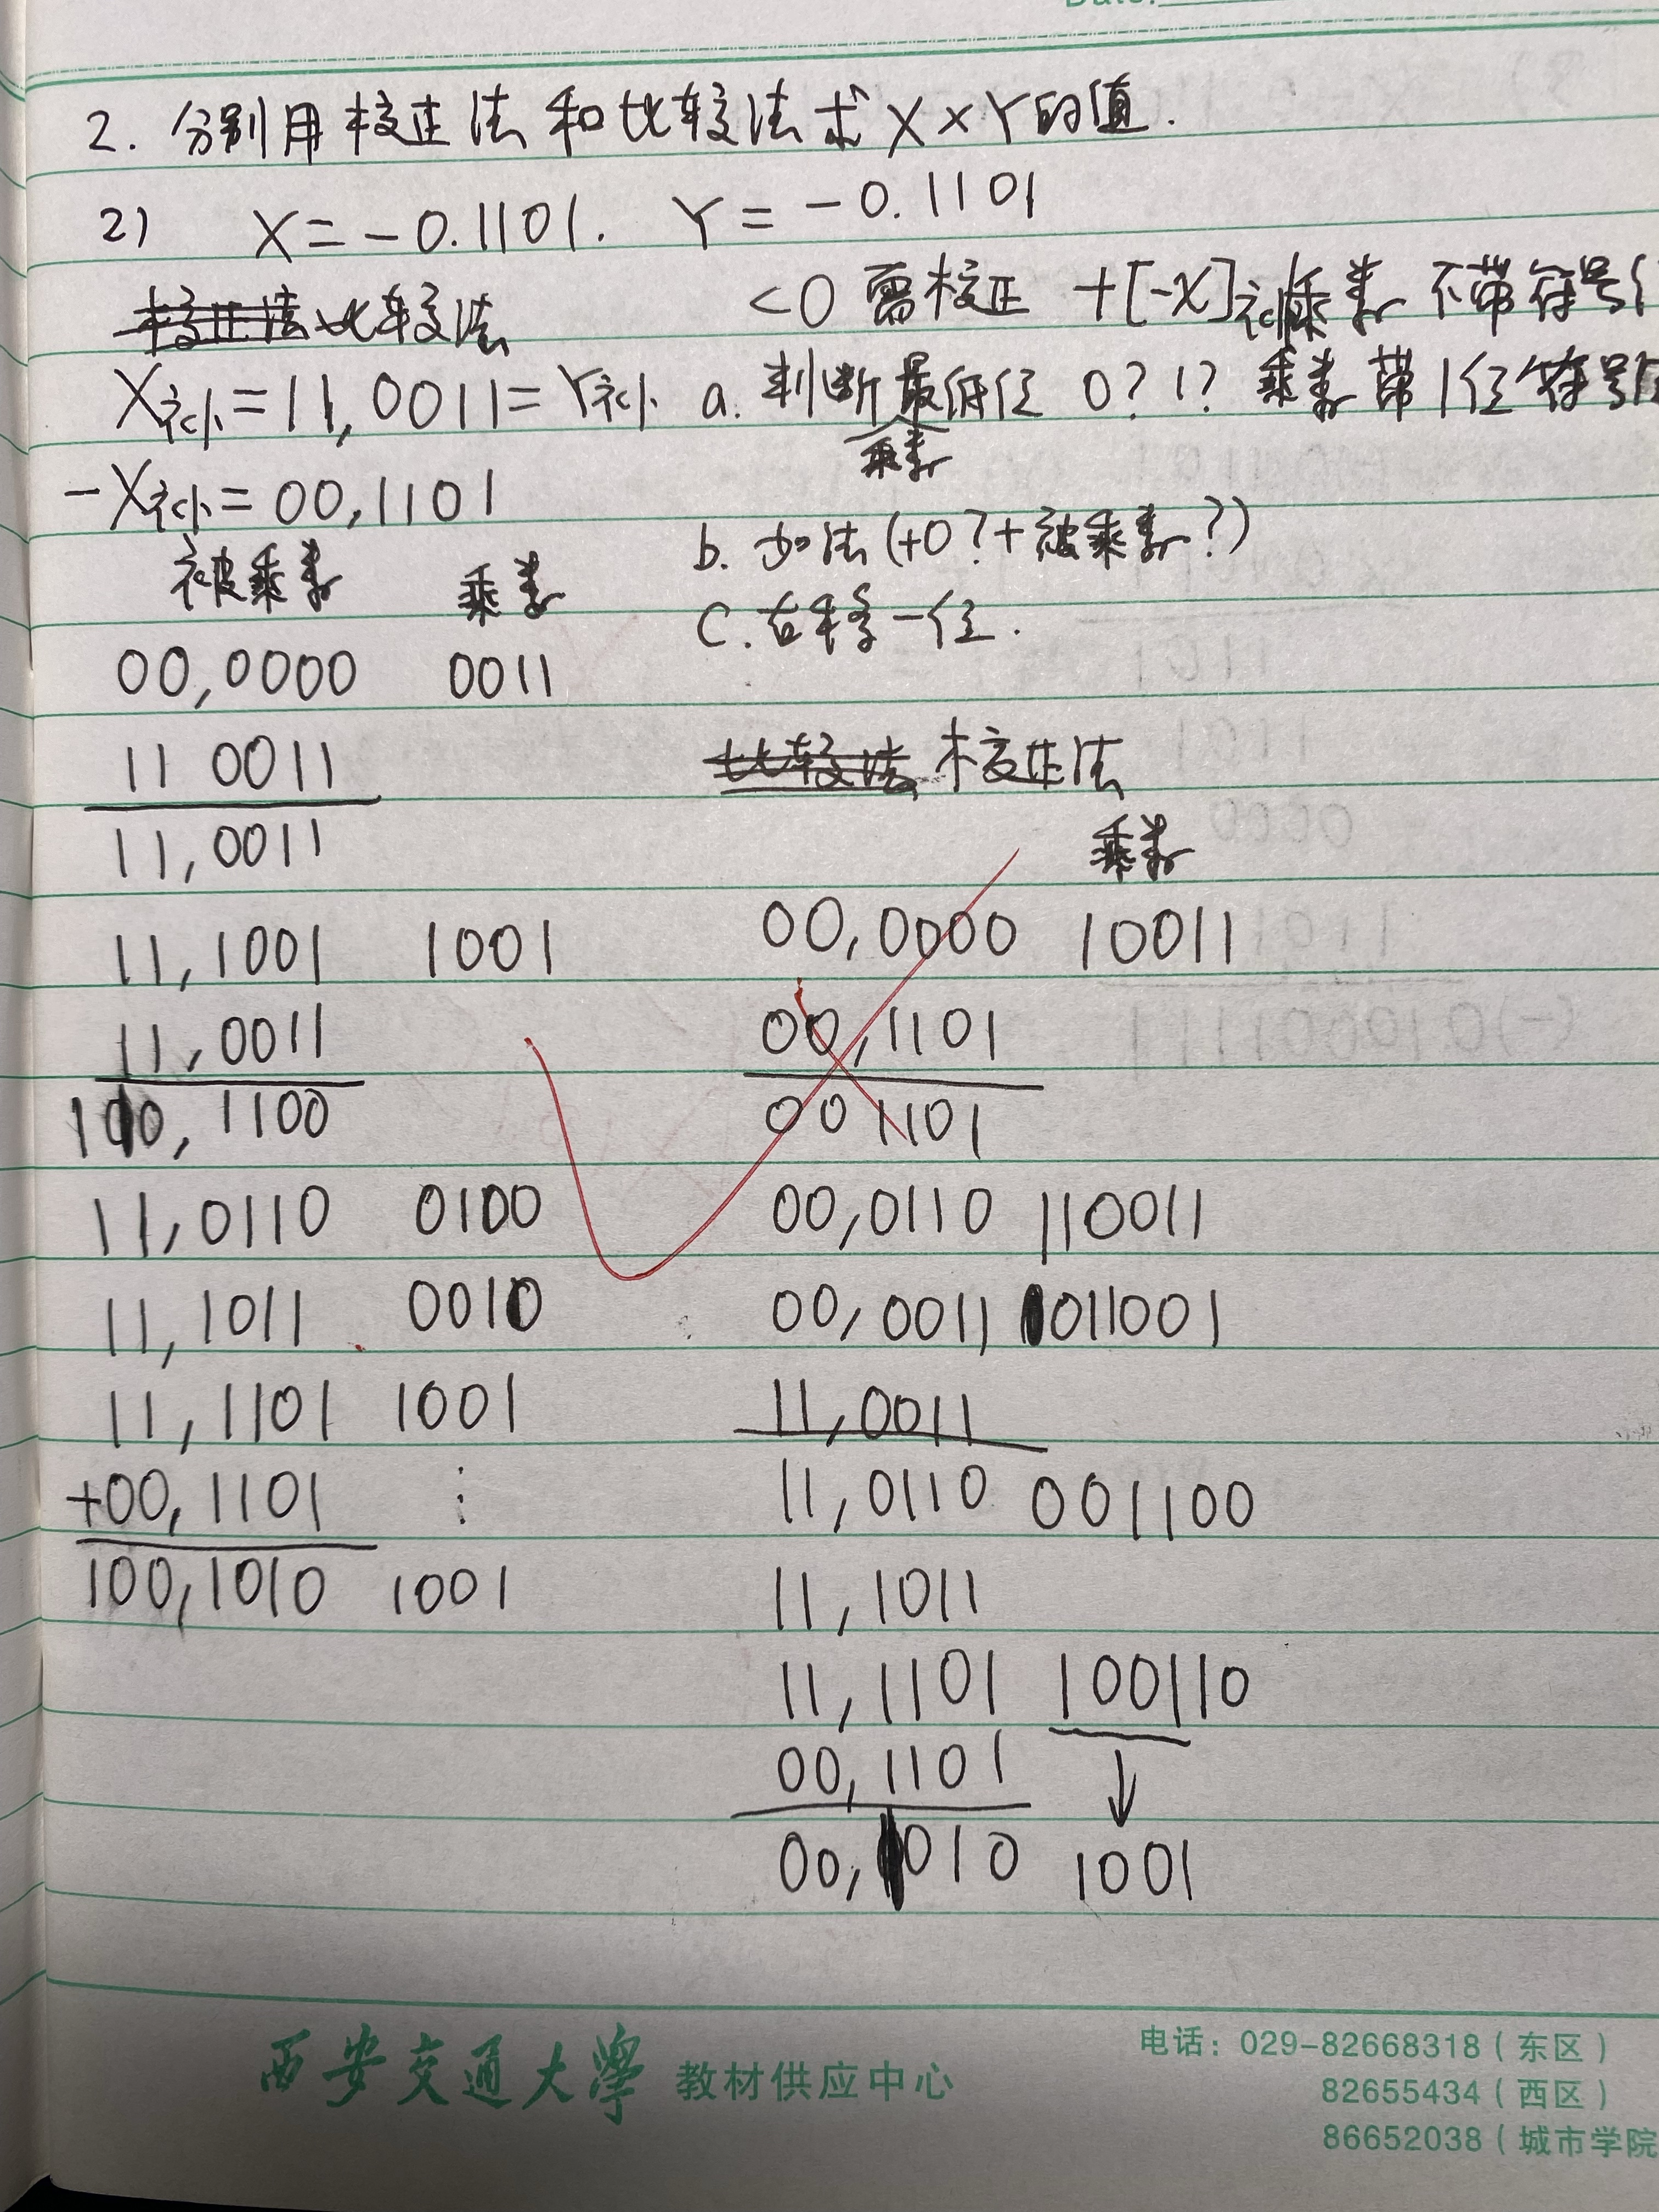 2. 分别用校正法和比较法求X×Y的值.
2) X=-0.1101. Y=-0.1101
校正法 比较法
<0 需校正 +[-X]补 乘数 不带符号
X补=11,0011=Y补
a. 判断最低位 0?1? 乘数带1位符号
乘数
-X补=00,1101
b. 加法(+0?+被乘数?)
c. 右移一位.
被乘数 乘数
00,0000 0011
11 0011
11,0011
11,1001 1001
11,0011
100,1100
11,0110 0100
11,1011 0010
11,1101 1001
+00,1101 ⋮
100,1010 1001
比较法 校正法
乘数
00,0000 10011
00,1101
00 1101
00,0110 110011
00,0011 011001
11,0011
11,0110 001100
11,1011
11,1101 100110
00,1101 ↓
00,1010 1001
西安交通大学 教材供应中心
电话：029-82668318（东区）
82655434（西区）
86652038（城市学院